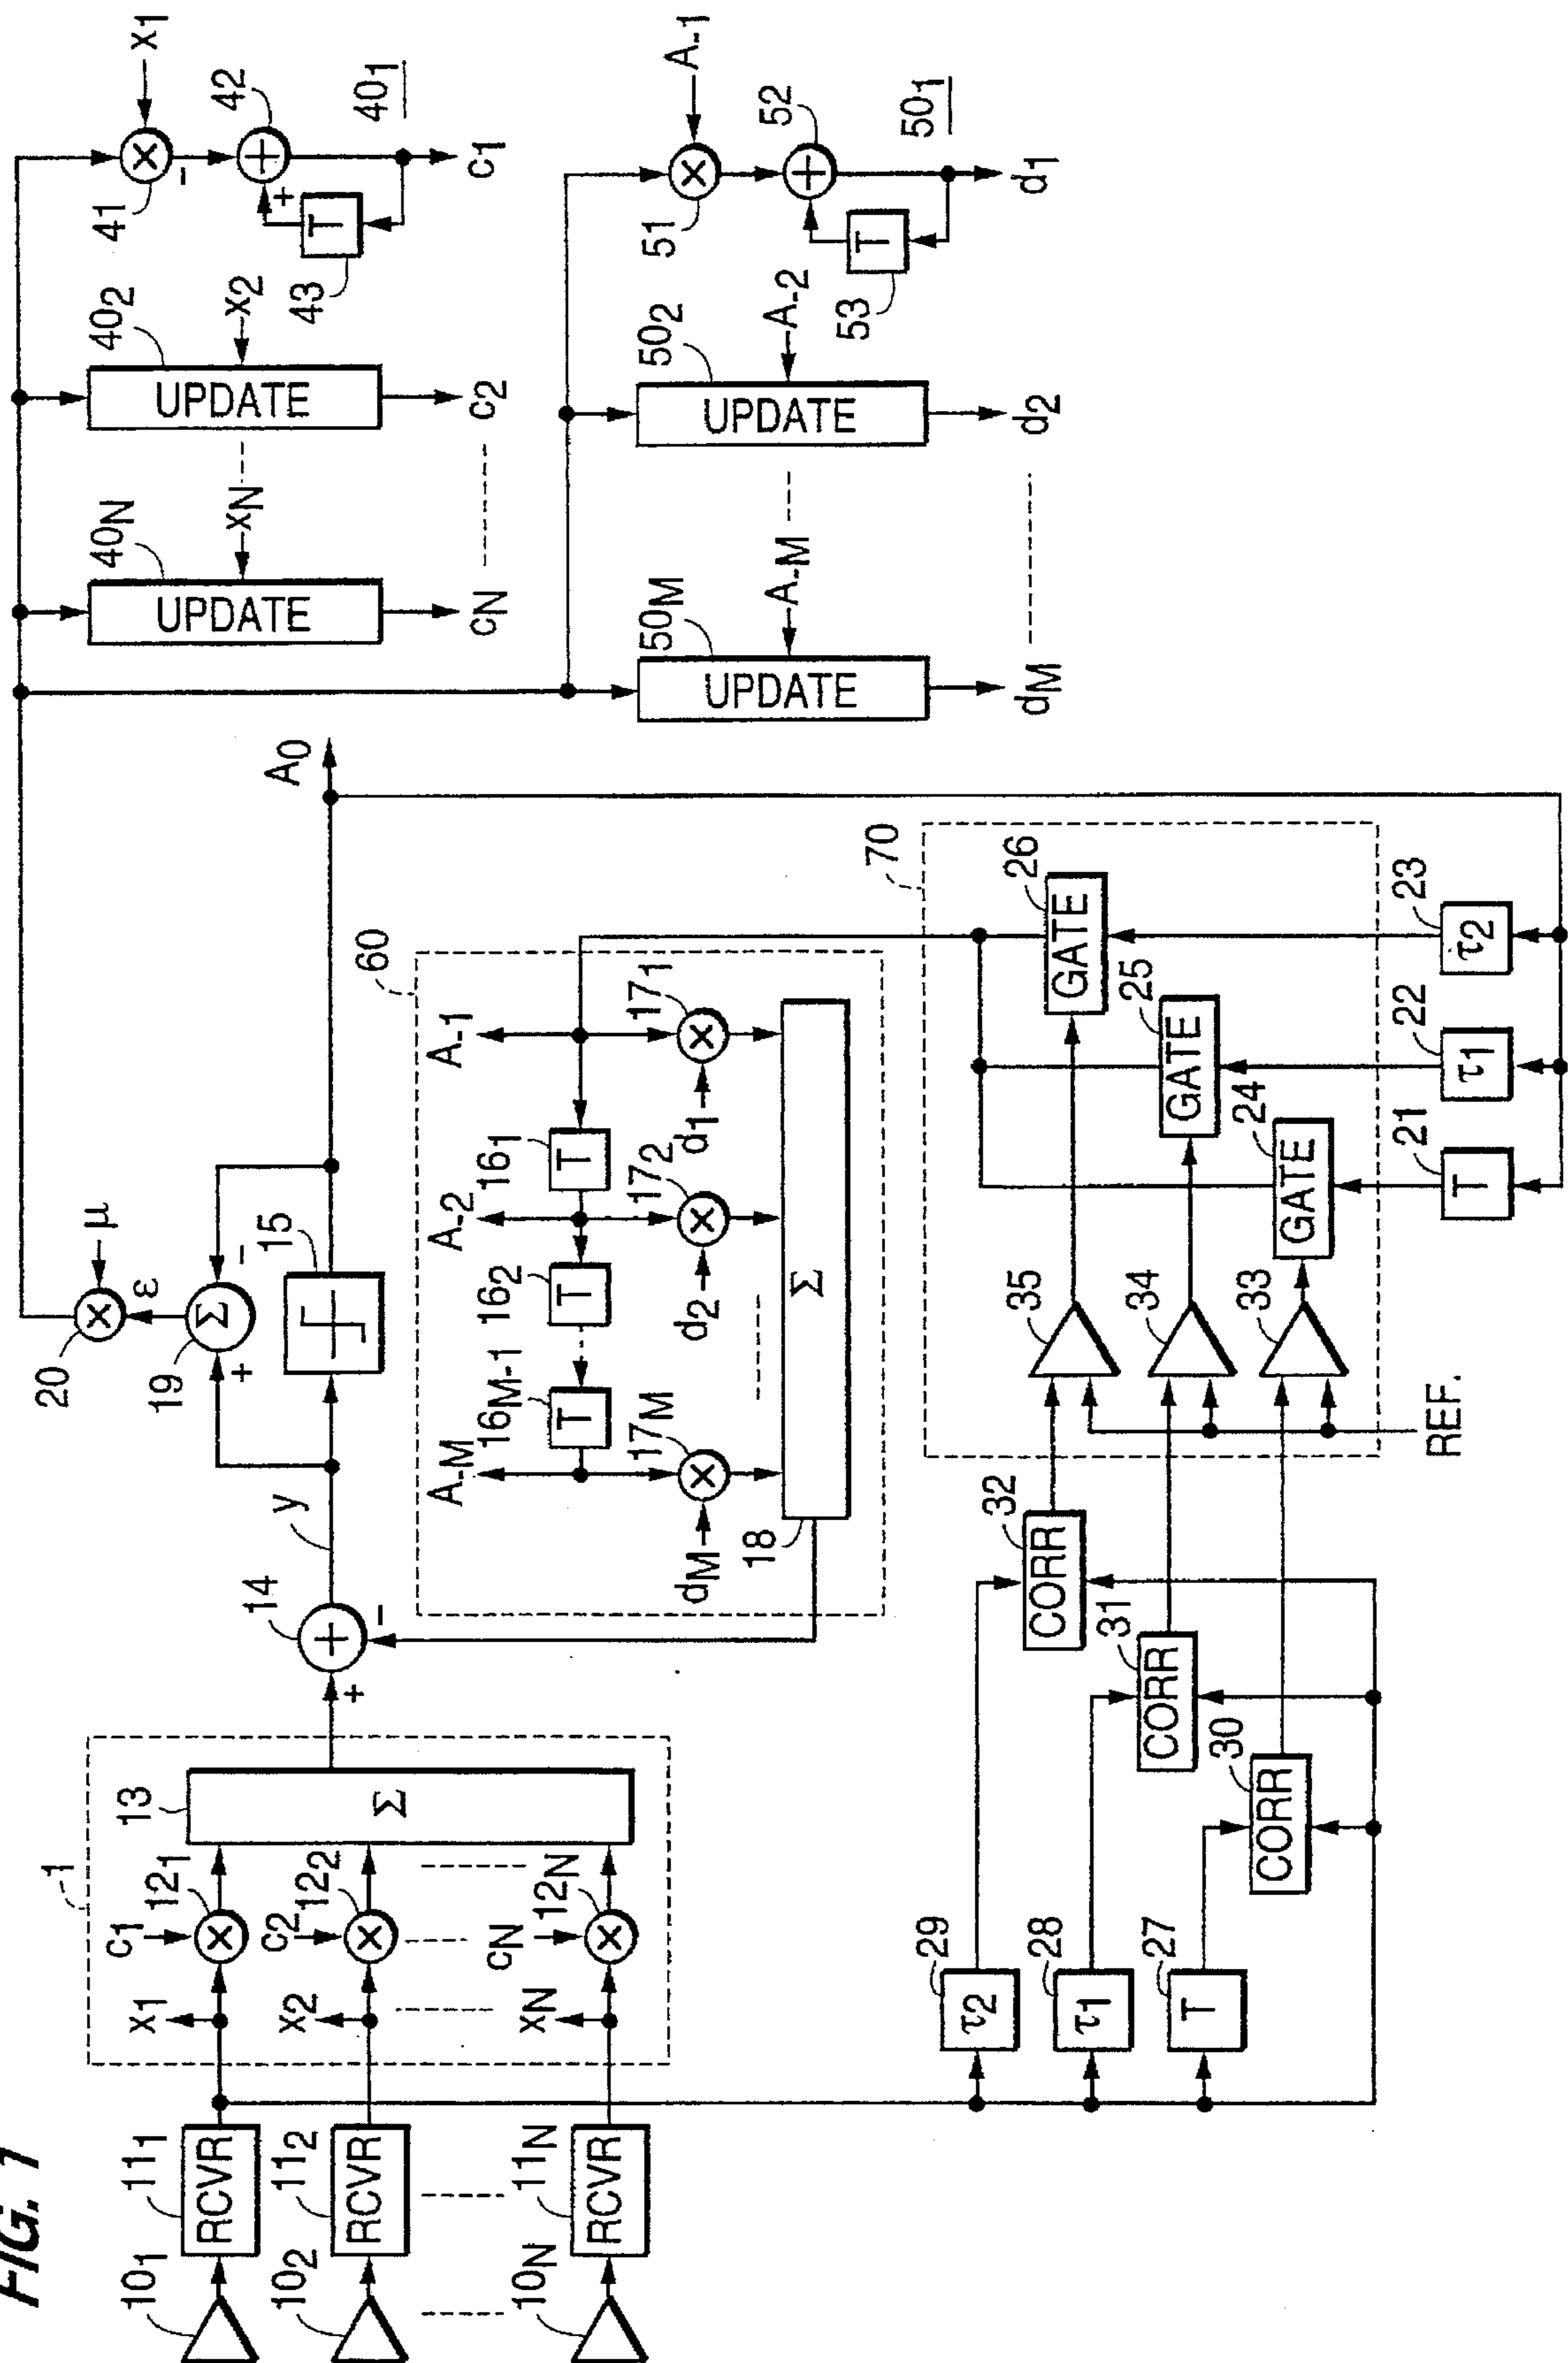 FIG. 1
10₁
10₂
10N
11₁
RCVR
11₂
RCVR
11N
RCVR
1
x₁
x₂
xN
c₁
c₂
cN
12₁
×
12₂
×
12N
×
13
Σ
14
+
+
-
y
15
19
Σ
+
-
ε
20
×
μ
A₀
60
A-M
A-2
A-1
16M-1
T
16₂
T
16₁
T
17M
×
17₂
×
17₁
×
dM
d₂
d₁
18
Σ
40N
UPDATE
xN
cN
40₂
UPDATE
x₂
c₂
41
×
x₁
-
42
+
+
43
T
40₁
c₁
50M
UPDATE
A-M
dM
50₂
UPDATE
A-2
d₂
51
×
A-1
52
+
53
T
50₁
d₁
29
τ₂
28
τ₁
27
T
32
CORR
31
CORR
30
CORR
70
35
34
33
REF.
26
GATE
25
GATE
24
GATE
23
τ₂
22
τ₁
21
T